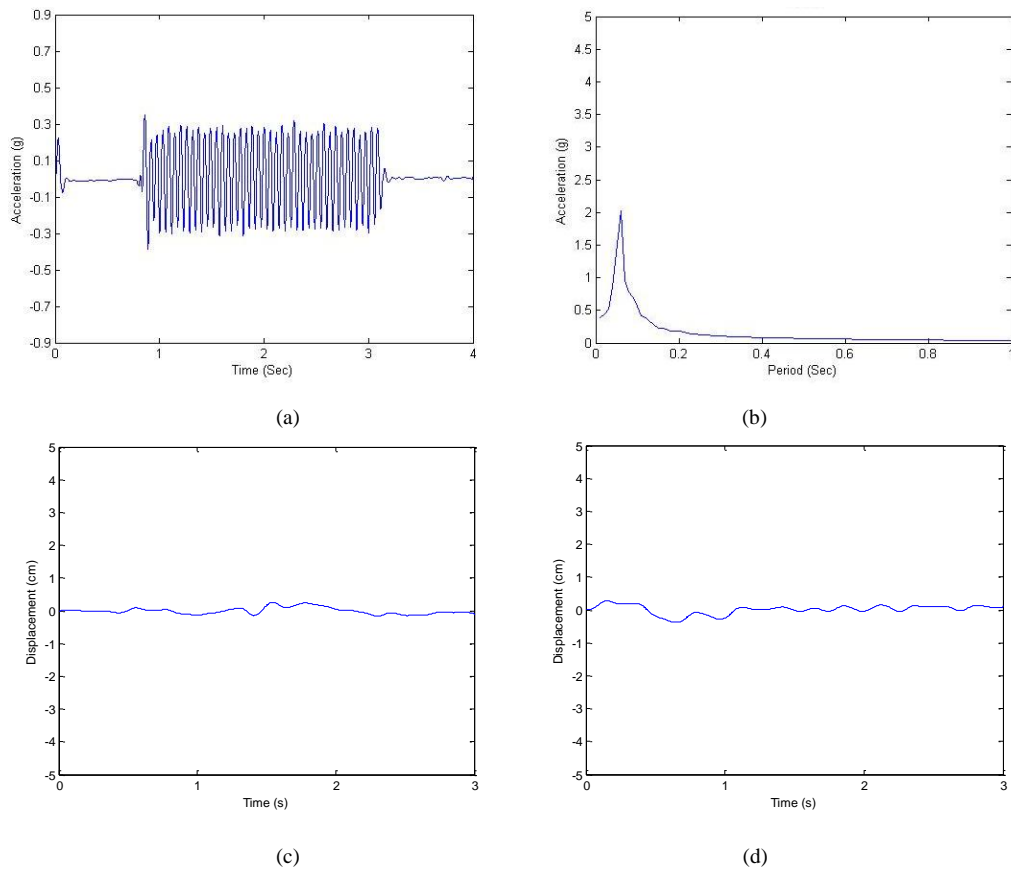 0.9
0.7
0.5
0.3
0.1
-0.1
-0.3
-0.5
-0.7
-0.9
Acceleration (g)
0 1 2 3 4
Time (Sec)
(a)
5
4.5
4
3.5
3
2.5
2
1.5
1
0.5
0
Acceleration (g)
0 0.2 0.4 0.6 0.8 1
Period (Sec)
(b)
5
4
3
2
1
0
-1
-2
-3
-4
-5
Displacement (cm)
0 1 2 3
Time (s)
(c)
5
4
3
2
1
0
-1
-2
-3
-4
-5
Displacement (cm)
0 1 2 3
Time (s)
(d)